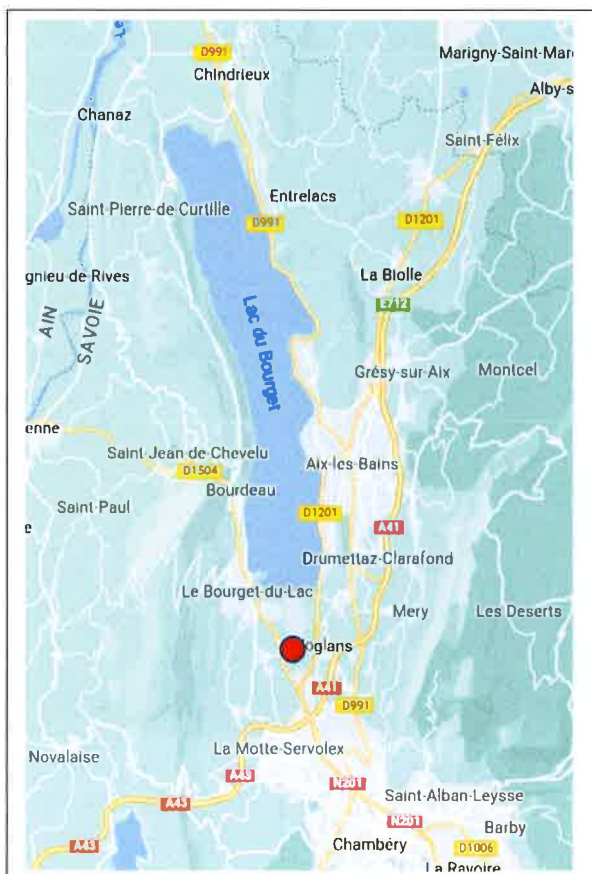 D991
Chindrieux
Marigny-Saint-Mar
Alby-s
Chanaz
Saint-Félix
Entrelacs
Saint-Pierre-de-Curtille
D991
D1201
gnieu de Rives
La Biolle
E712
AIN
SAVOIE
Lac du Bourget
Grésy-sur-Aix
Montcel
enne
Saint-Jean de-Chevelu
Aix-les-Bains
D1504
Bourdeau
Saint-Paul
D1201
e
A41
Drumettaz-Clarafond
Le Bourget-du-Lac
Mery
Les Deserts
oglans
A41
D991
La Motte-Servolex
Novalaise
A43
N201
A43
Saint-Alban-Leysse
N201
Barby
A43
Chambéry
D1006
La Ravoire